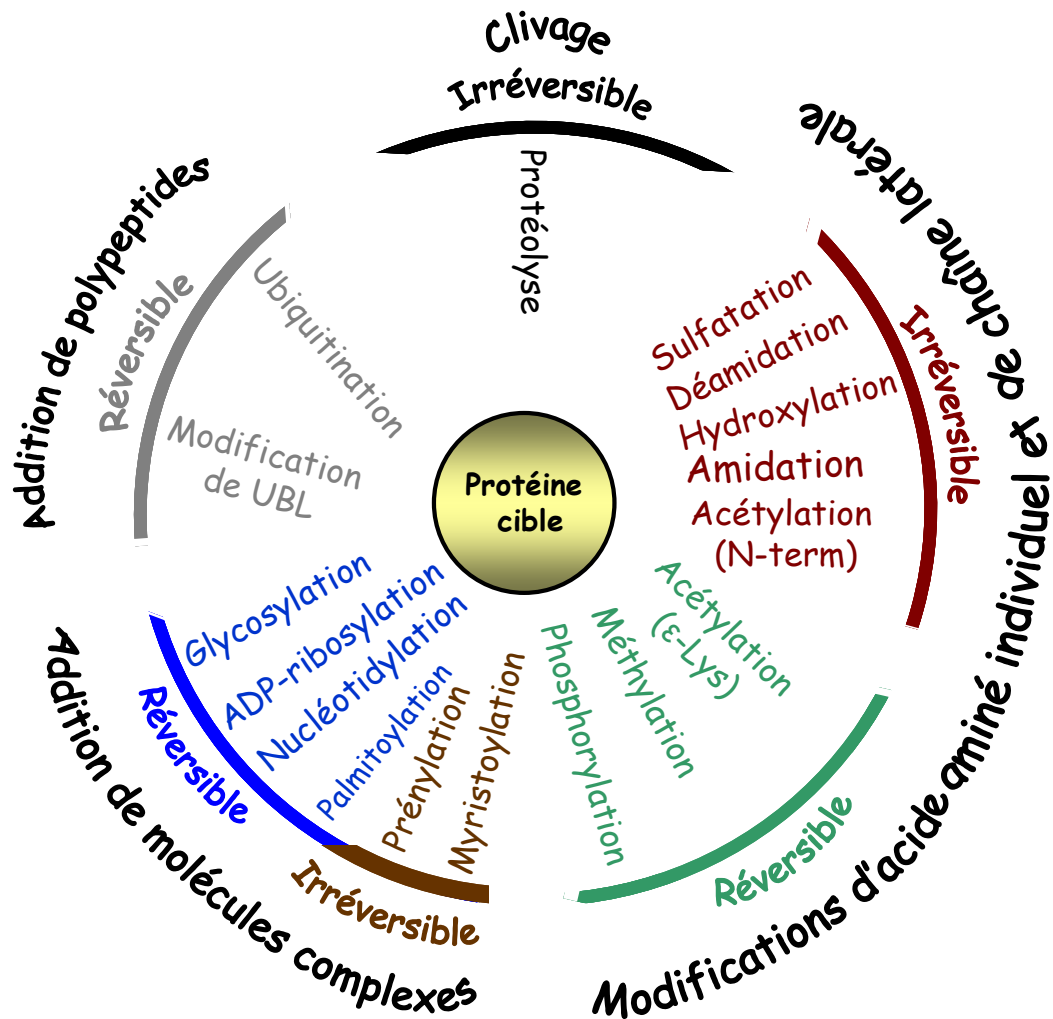 Clivage
Irréversible
Protéolyse
Modifications d'acide aminé individuel et de chaîne latérale
Irréversible
Sulfatation
Déamidation
Hydroxylation
Amidation
Acétylation
(N-term)
Réversible
Acétylation
(ε-Lys)
Méthylation
Phosphorylation
Addition de molécules complexes
Irréversible
Myristoylation
Prénylation
Réversible
Palmitoylation
Nucléotidylation
ADP-ribosylation
Glycosylation
Addition de polypeptides
Réversible
Modification
de UBL
Ubiquitination
Protéine
cible